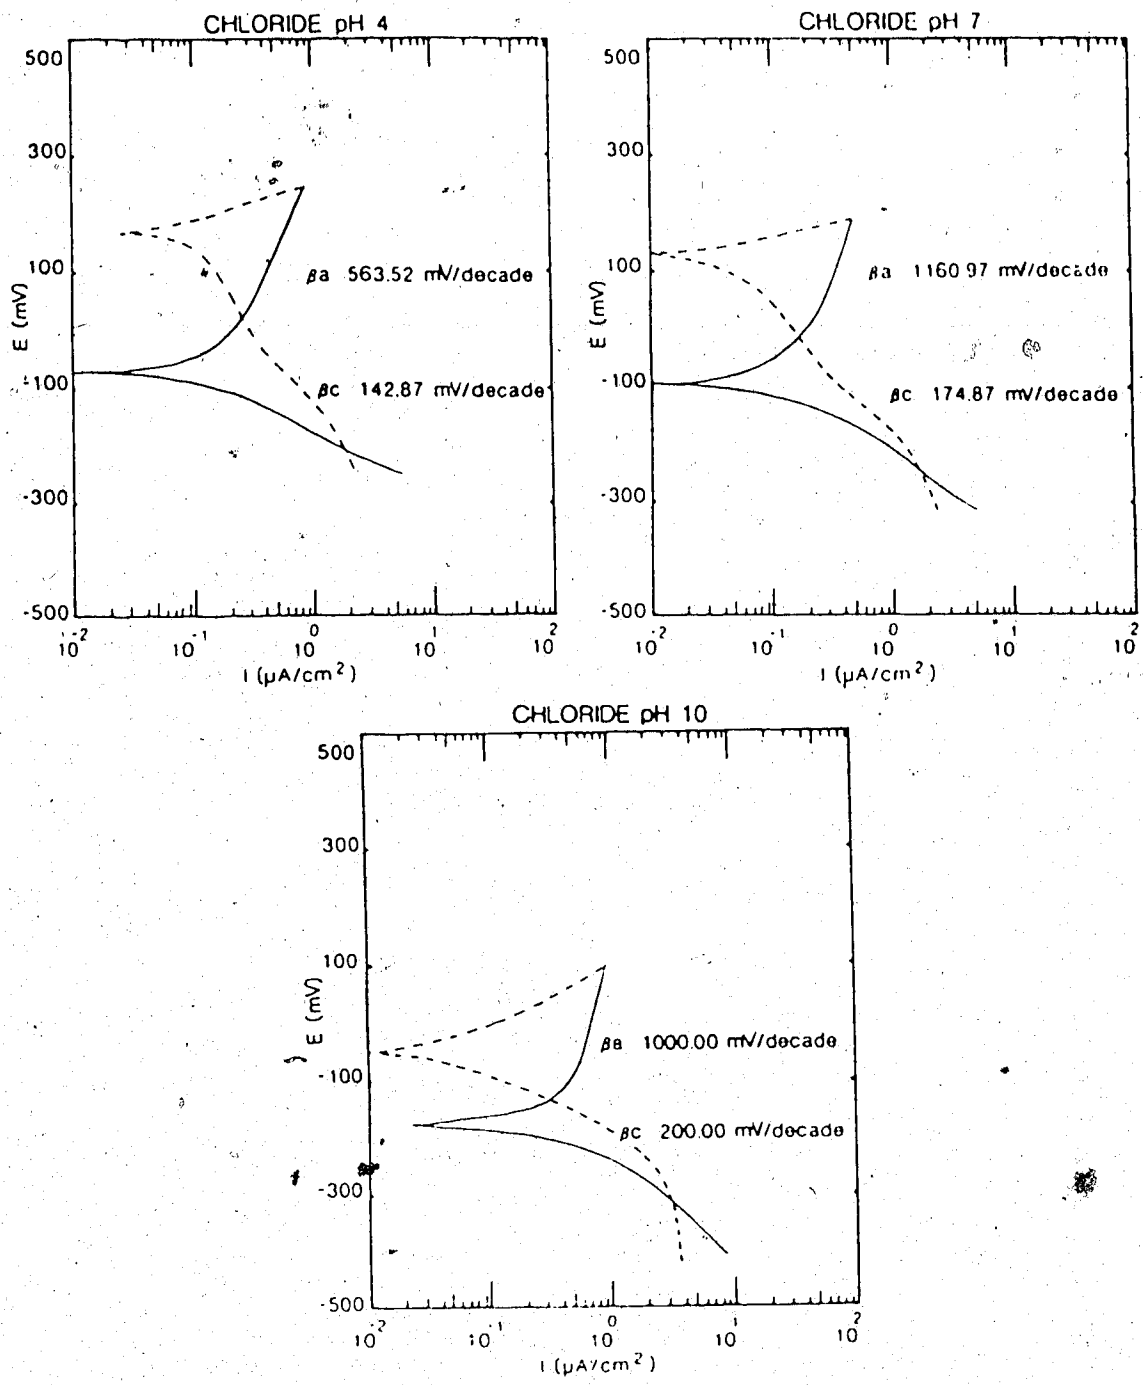 CHLORIDE pH 4
500
300
100
-100
-300
-500
E (mV)
βa 563.52 mV/decade
βc 142.87 mV/decade
10-2 10-1 10 0 10 1 10 2
I (μA/cm2)
CHLORIDE pH 7
500
300
100
-100
-300
-500
E (mV)
βa 1160.97 mV/decade
βc 174.87 mV/decade
10-2 10-1 10 0 10 1 10 2
I (μA/cm2)
CHLORIDE pH 10
500
300
100
-100
-300
-500
E (mV)
βa 1000.00 mV/decade
βc 200.00 mV/decade
10-2 10-1 10 0 10 1 10 2
I (μA/cm2)